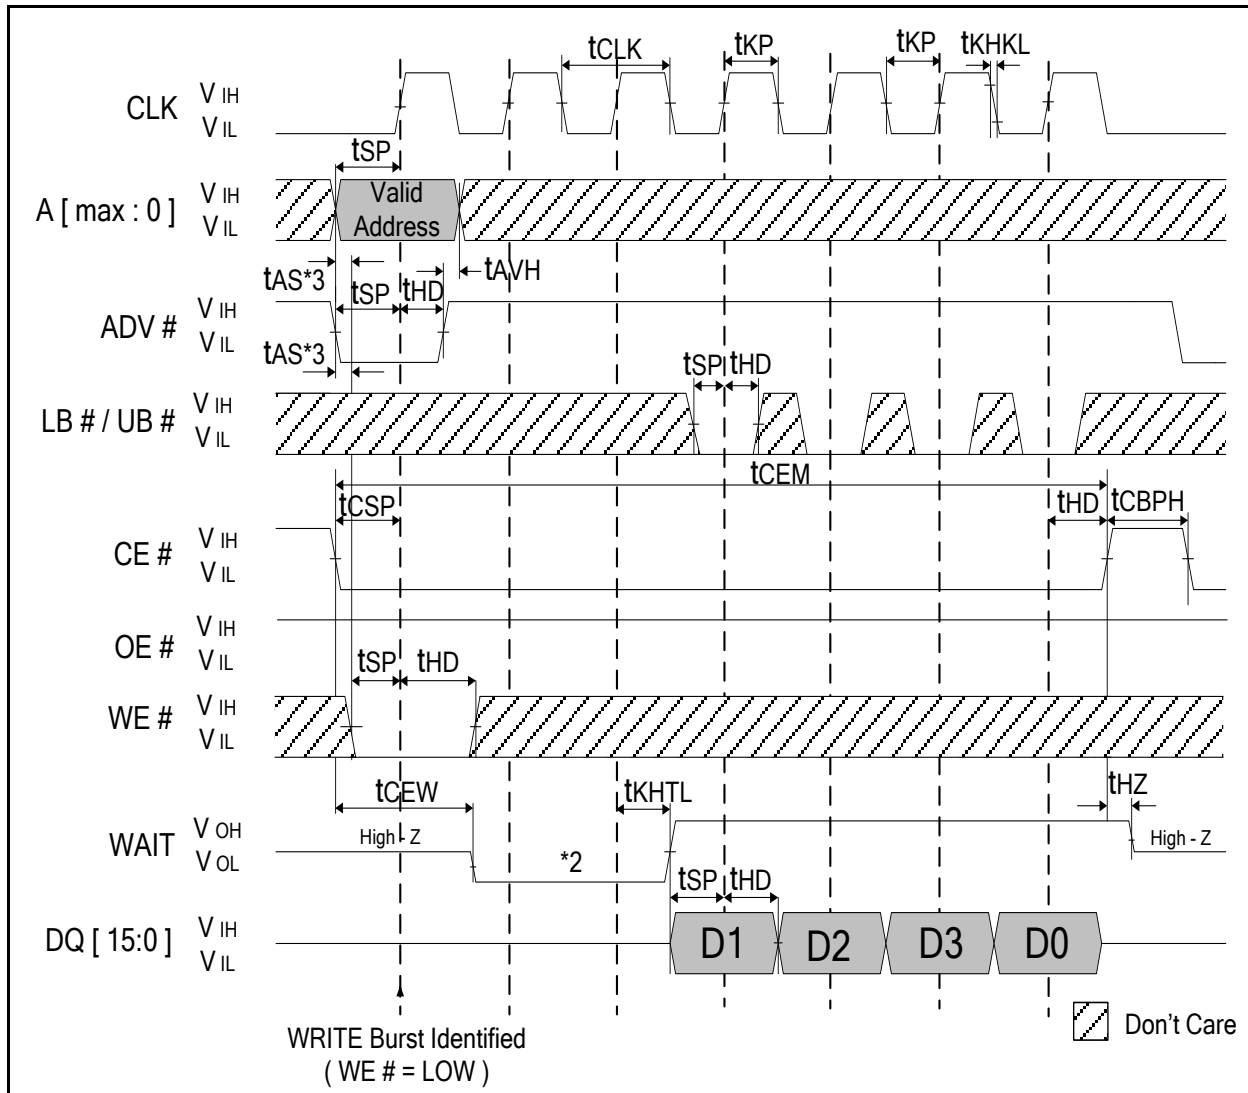 tCLK tKP tKP tKHKL
CLK V IH
V IL
tSP
A [ max : 0 ] V IH
V IL
Valid
Address
tAS*3 tSP tHD tAVH
ADV # V IH
V IL
tAS*3
tSP tHD
LB # / UB # V IH
V IL
tCEM
tCSP tHD tCBPH
CE # V IH
V IL
OE # V IH
V IL
tSP tHD
WE # V IH
V IL
tCEW tKHTL tHZ
WAIT V OH
V OL
High - Z *2 High - Z
tSP tHD
DQ [ 15:0 ] V IH
V IL
D1 D2 D3 D0
WRITE Burst Identified
( WE # = LOW )
Don't Care